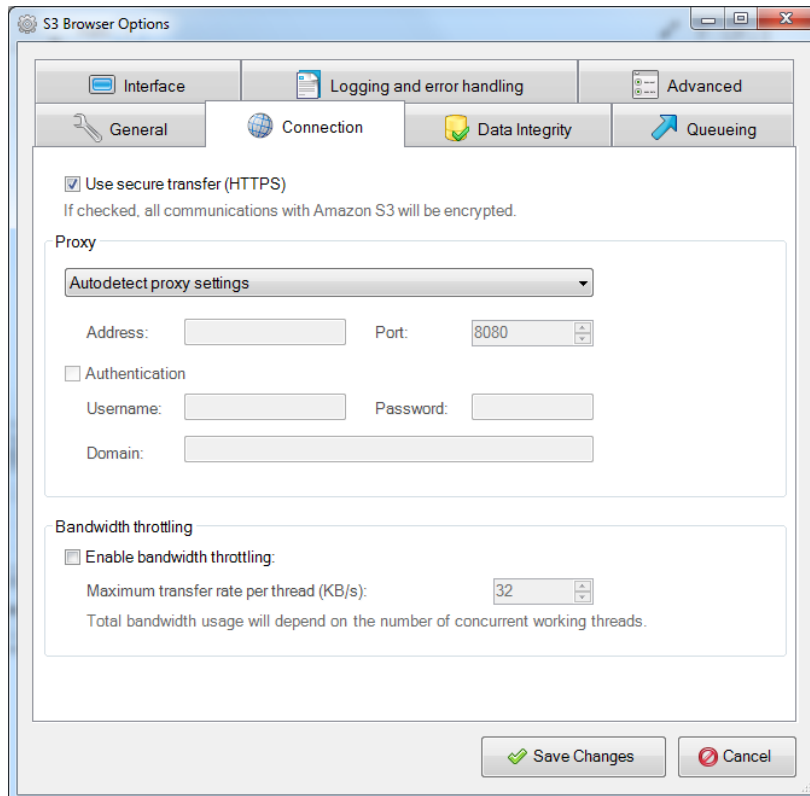 S3 Browser Options
Interface
Logging and error handling
Advanced
General
Connection
Data Integrity
Queueing
Use secure transfer (HTTPS)
If checked, all communications with Amazon S3 will be encrypted.
Proxy
Autodetect proxy settings
Address: Port: 8080
Authentication
Username: Password:
Domain:
Bandwidth throttling
Enable bandwidth throttling:
Maximum transfer rate per thread (KB/s): 32
Total bandwidth usage will depend on the number of concurrent working threads.
Save Changes
Cancel